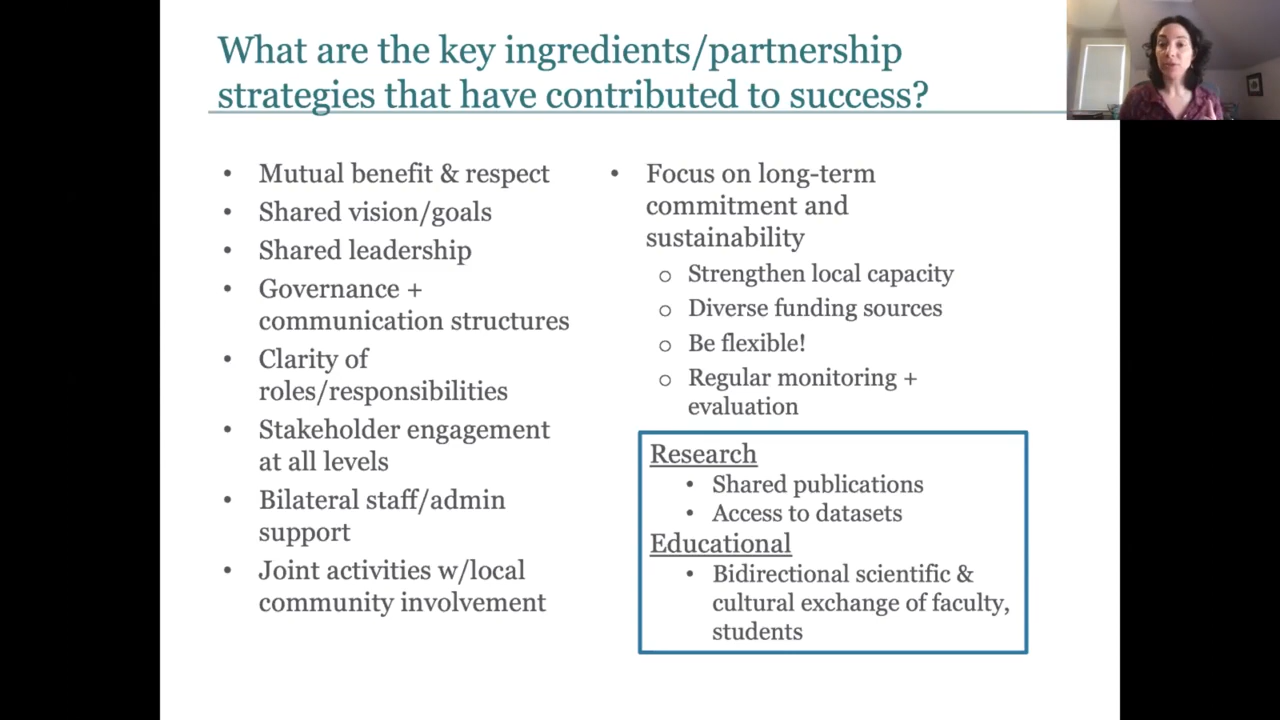 What are the key ingredients/partnership
strategies that have contributed to success?
• Mutual benefit & respect
• Shared vision/goals
• Shared leadership
• Governance +
communication structures
• Clarity of
roles/responsibilities
• Stakeholder engagement
at all levels
• Bilateral staff/admin
support
• Joint activities w/local
community involvement
• Focus on long-term
commitment and
sustainability
o Strengthen local capacity
o Diverse funding sources
o Be flexible!
o Regular monitoring +
evaluation
Research
• Shared publications
• Access to datasets
Educational
• Bidirectional scientific &
cultural exchange of faculty,
students